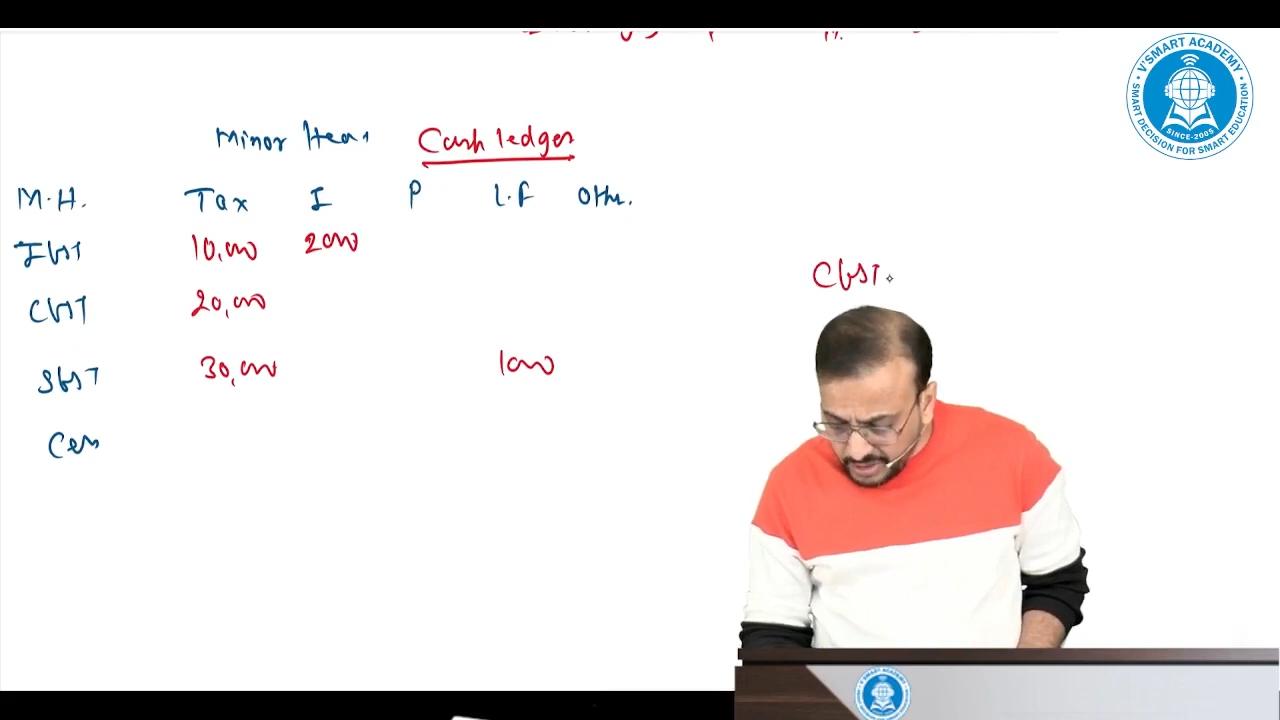 V'SMART ACADEMY
SMART DECISION FOR SMART EDUCATION
SINCE-2005
Minor Head Cash ledger
M.H. Tax I P L.F Othr.
IGST 10,000 2000
CGST 20,000
SGST 30,000 1000
Cess
CGST